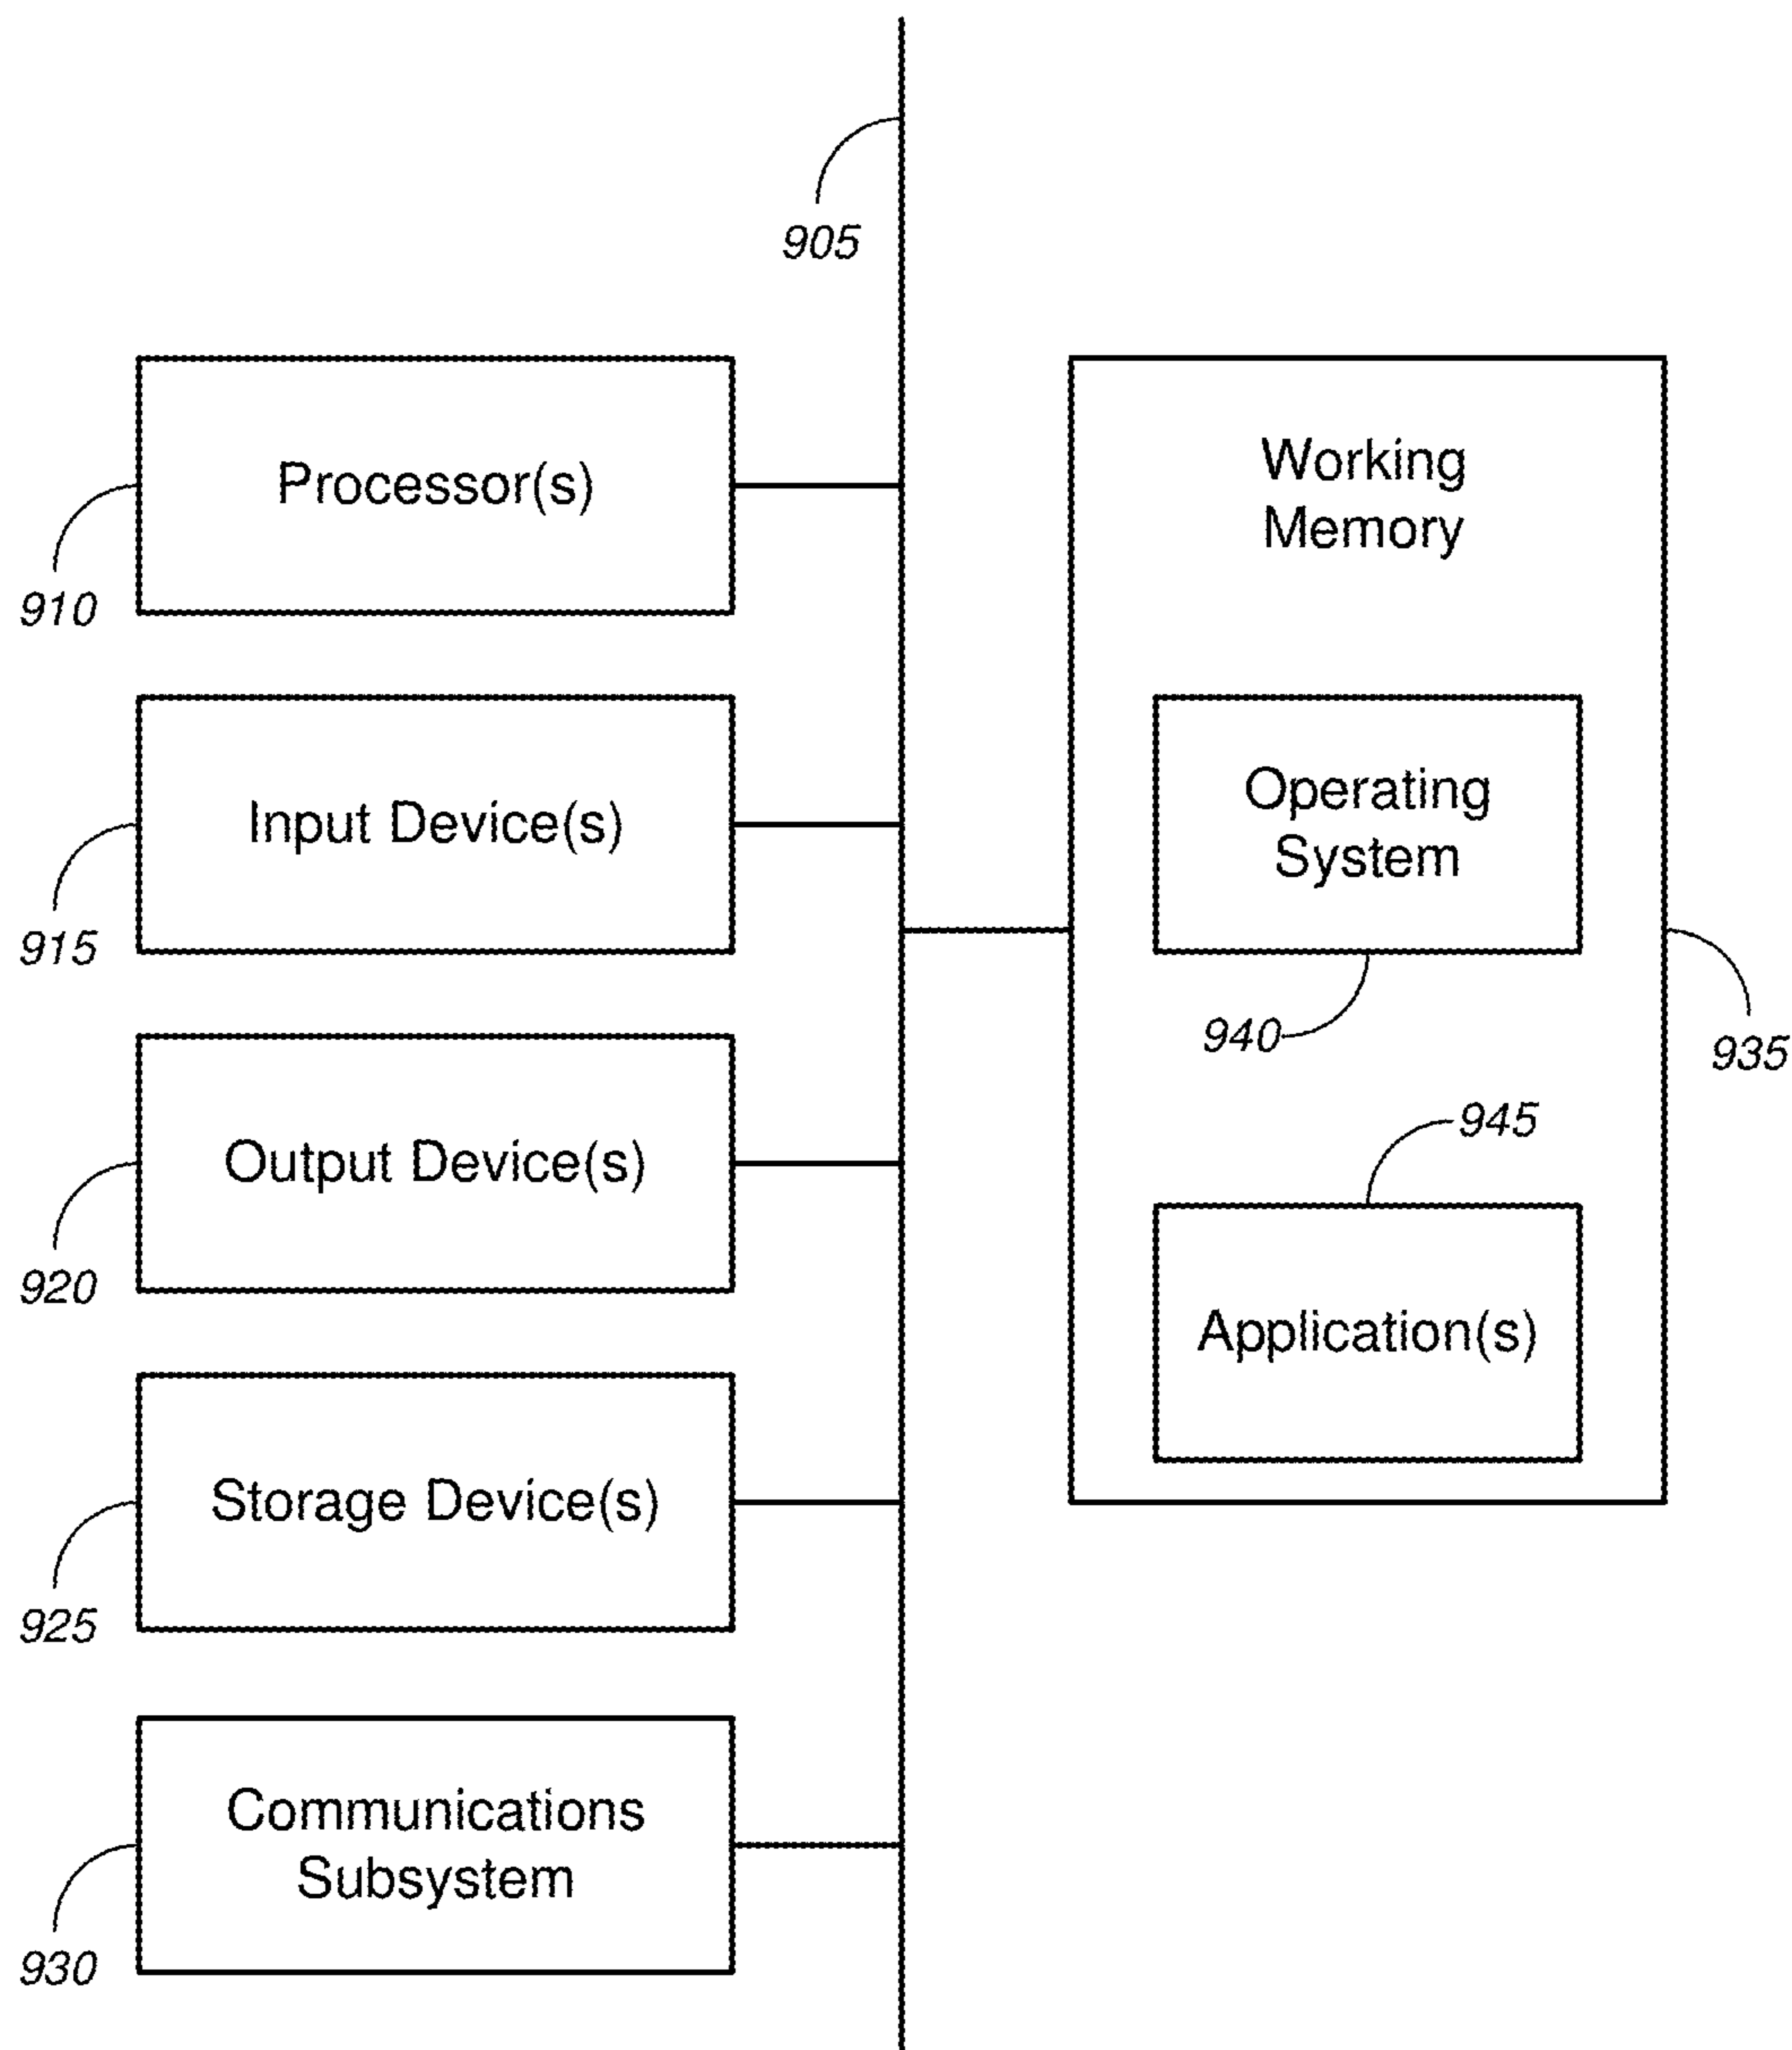 905
Processor(s)
910
Input Device(s)
915
Output Device(s)
920
Storage Device(s)
925
Communications
Subsystem
930
Working
Memory
Operating
System
940
935
945
Application(s)